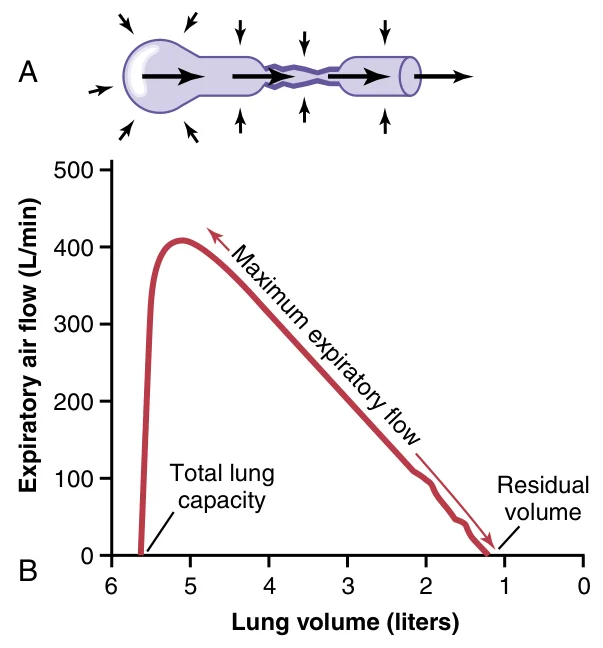 A
500
400
300
200
100
0
Expiratory air flow (L/min)
Maximum expiratory flow
Total lung
capacity
Residual
volume
B
6 5 4 3 2 1 0
Lung volume (liters)